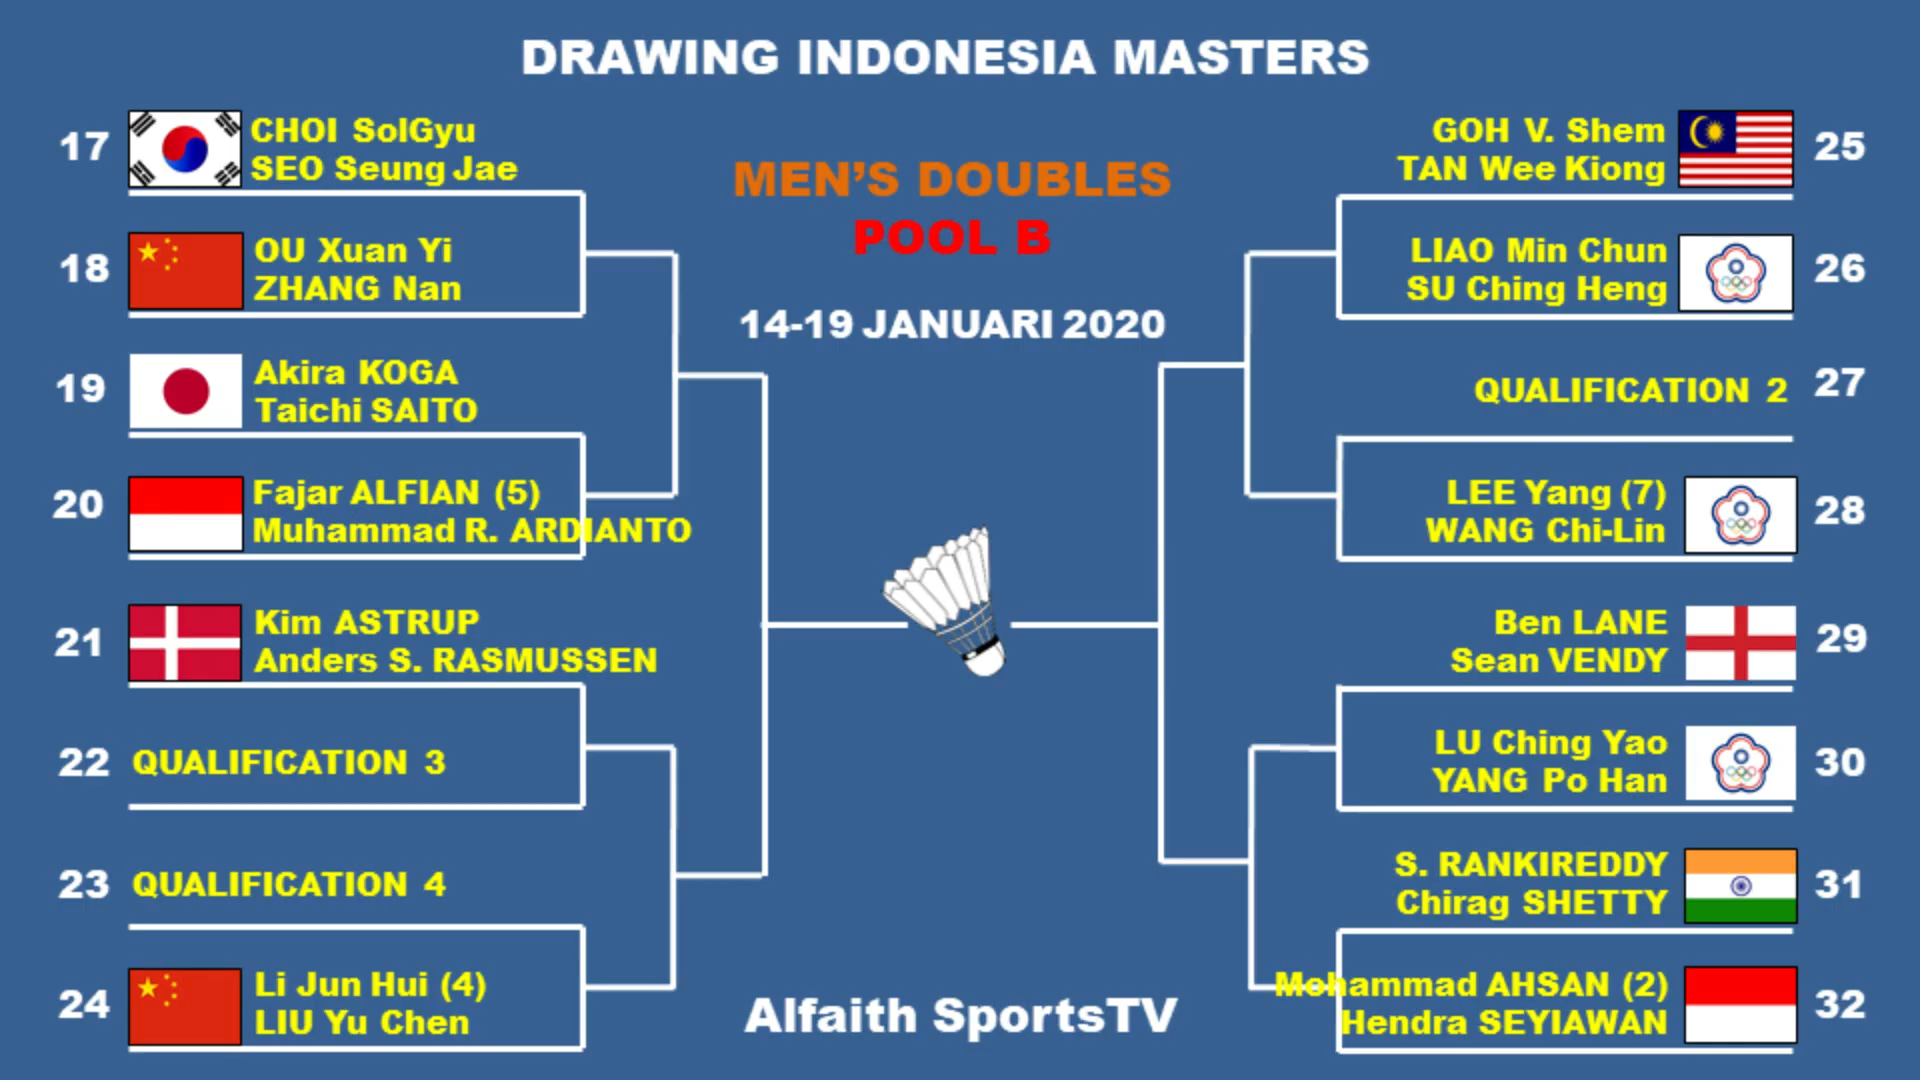 DRAWING INDONESIA MASTERS
MEN'S DOUBLES
POOL B
14-19 JANUARI 2020
17
CHOI SolGyu
SEO Seung Jae
18
OU Xuan Yi
ZHANG Nan
19
Akira KOGA
Taichi SAITO
20
Fajar ALFIAN (5)
Muhammad R. ARDIANTO
21
Kim ASTRUP
Anders S. RASMUSSEN
22 QUALIFICATION 3
23 QUALIFICATION 4
24
Li Jun Hui (4)
LIU Yu Chen
GOH V. Shem
TAN Wee Kiong
25
LIAO Min Chun
SU Ching Heng
26
QUALIFICATION 2 27
LEE Yang (7)
WANG Chi-Lin
28
Ben LANE
Sean VENDY
29
LU Ching Yao
YANG Po Han
30
S. RANKIREDDY
Chirag SHETTY
31
Mohammad AHSAN (2)
Hendra SEYIAWAN
32
Alfaith SportsTV